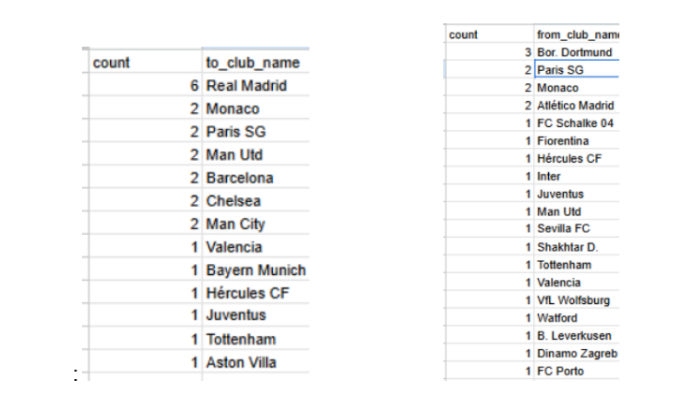 count to_club_name
6 Real Madrid
2 Monaco
2 Paris SG
2 Man Utd
2 Barcelona
2 Chelsea
2 Man City
1 Valencia
1 Bayern Munich
1 Hércules CF
1 Juventus
1 Tottenham
1 Aston Villa
:
count from_club_nam
3 Bor. Dortmund
2 Paris SG
2 Monaco
2 Atlético Madrid
1 FC Schalke 04
1 Fiorentina
1 Hércules CF
1 Inter
1 Juventus
1 Man Utd
1 Sevilla FC
1 Shakhtar D.
1 Tottenham
1 Valencia
1 VfL Wolfsburg
1 Watford
1 B. Leverkusen
1 Dinamo Zagreb
1 FC Porto